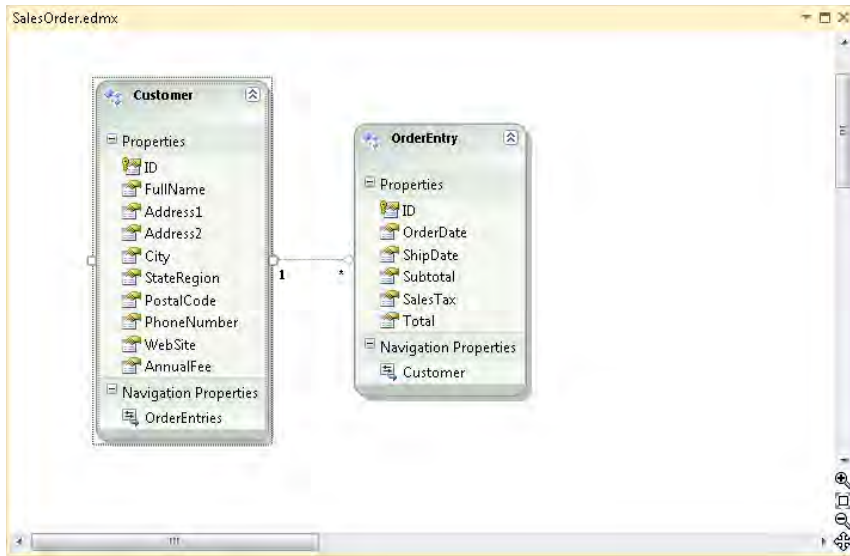 SalesOrder.edmx
Customer
Properties
ID
FullName
Address1
Address2
City
StateRegion
PostalCode
PhoneNumber
WebSite
AnnualFee
Navigation Properties
OrderEntries
1
*
OrderEntry
Properties
ID
OrderDate
ShipDate
Subtotal
SalesTax
Total
Navigation Properties
Customer